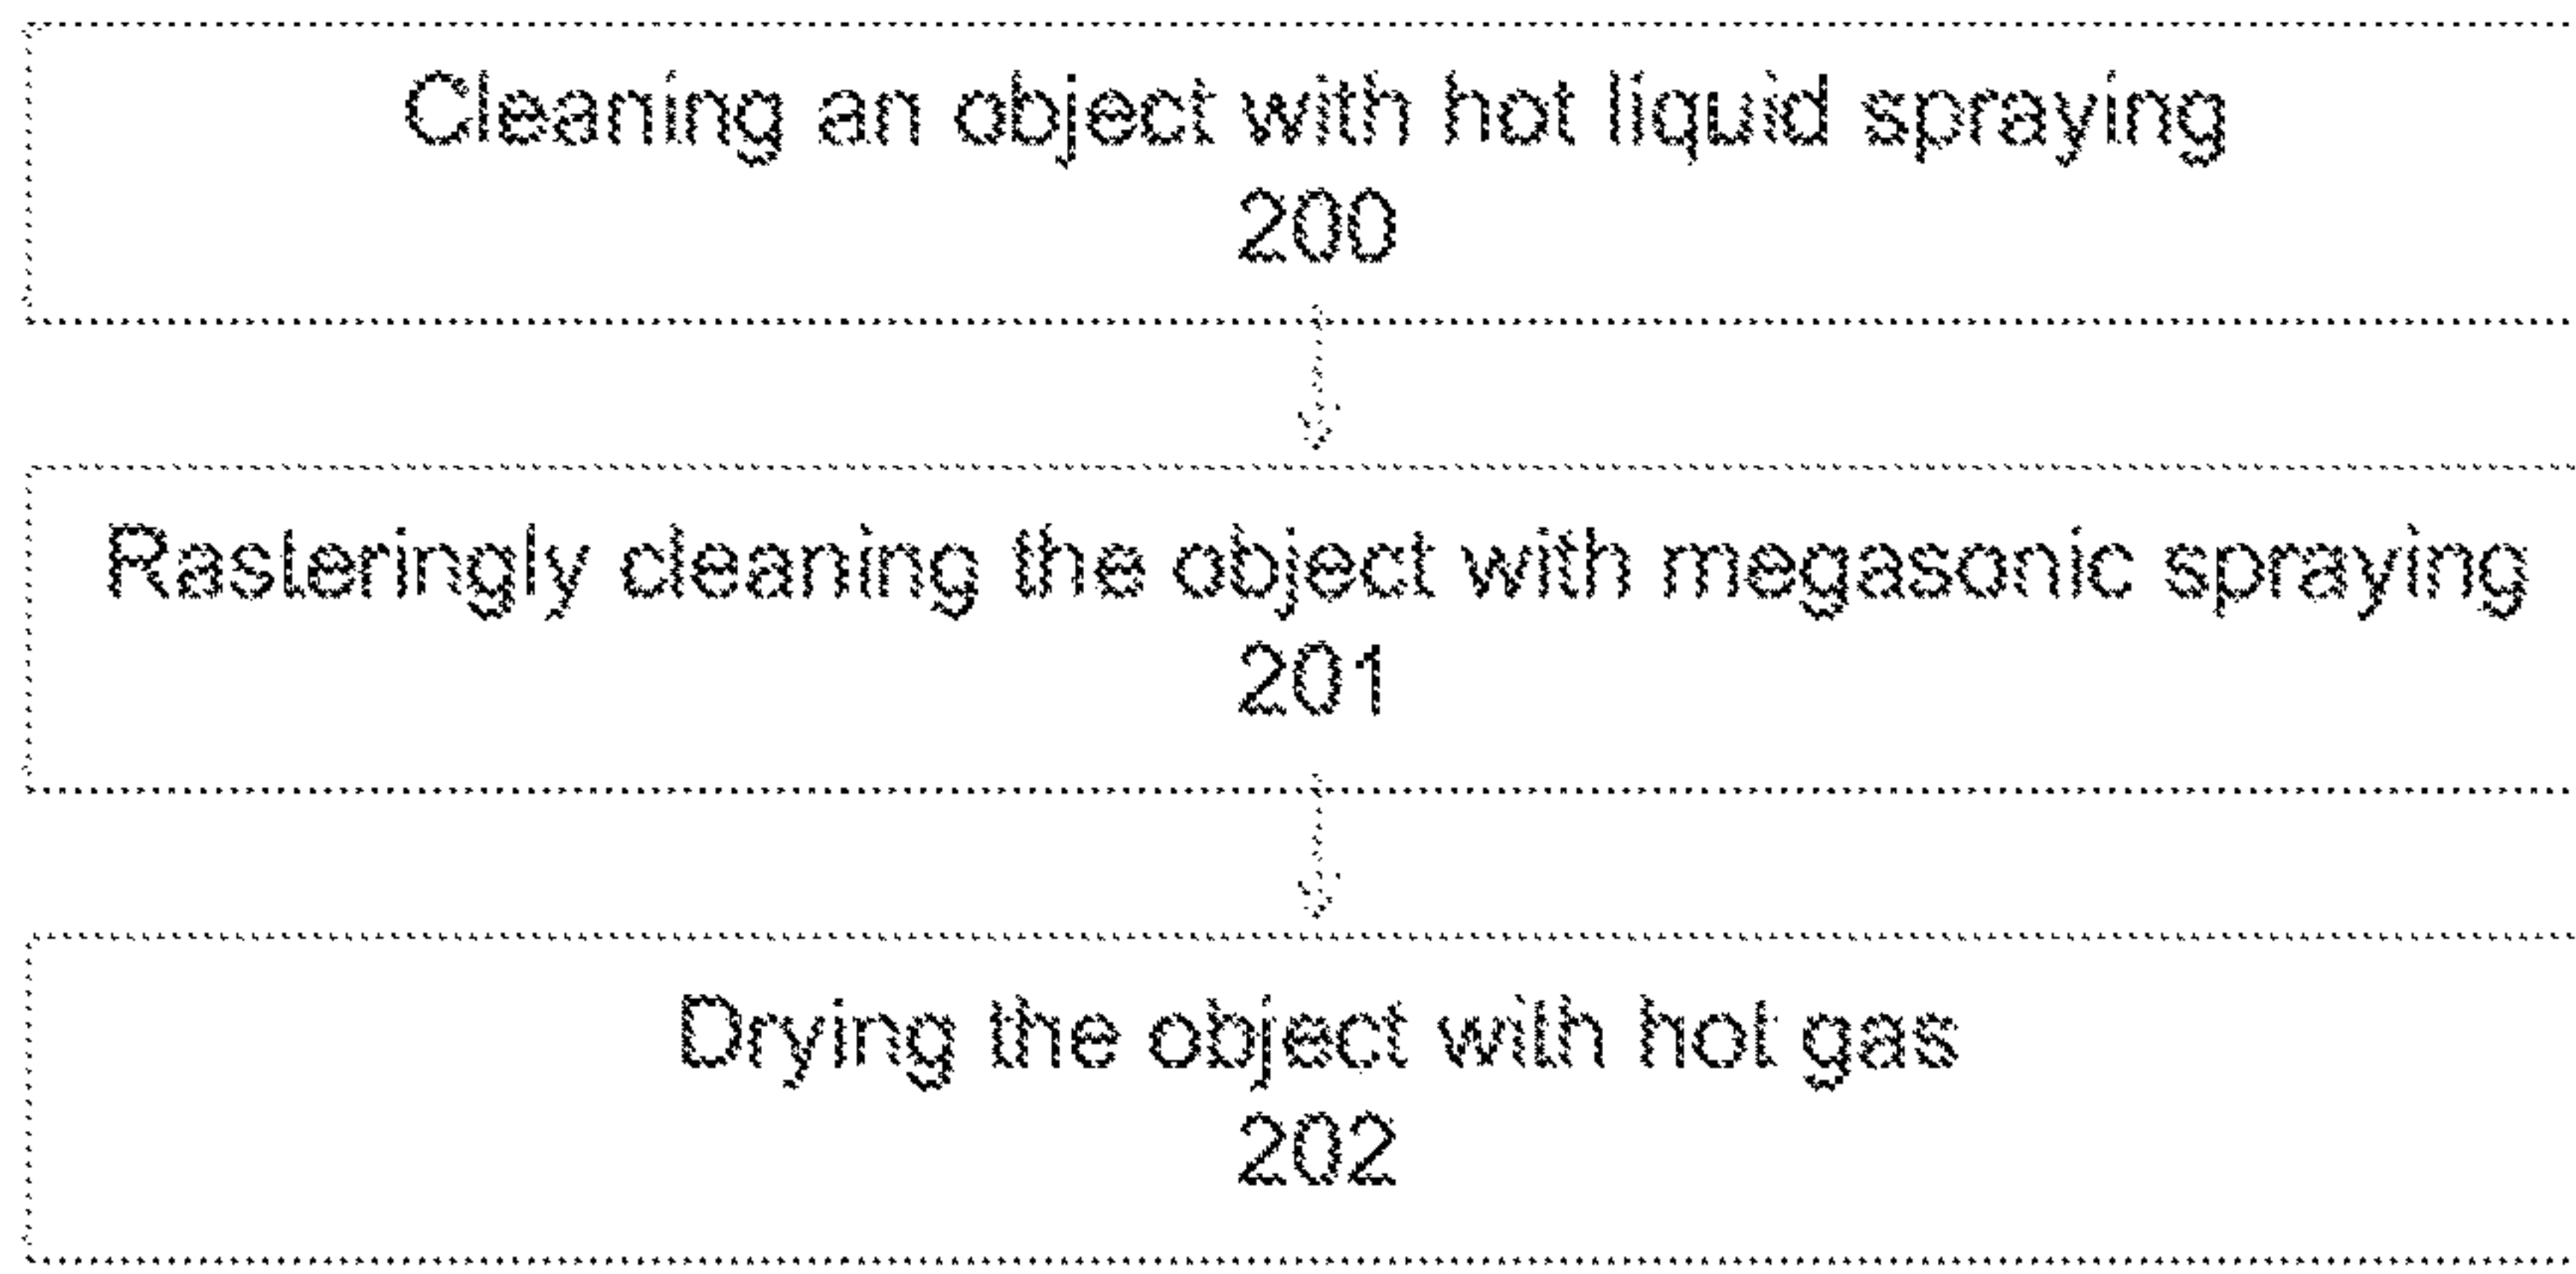 Cleaning an object with hot liquid spraying
200
Rasteringly cleaning the object with megasonic spraying
201
Drying the object with hot gas
202